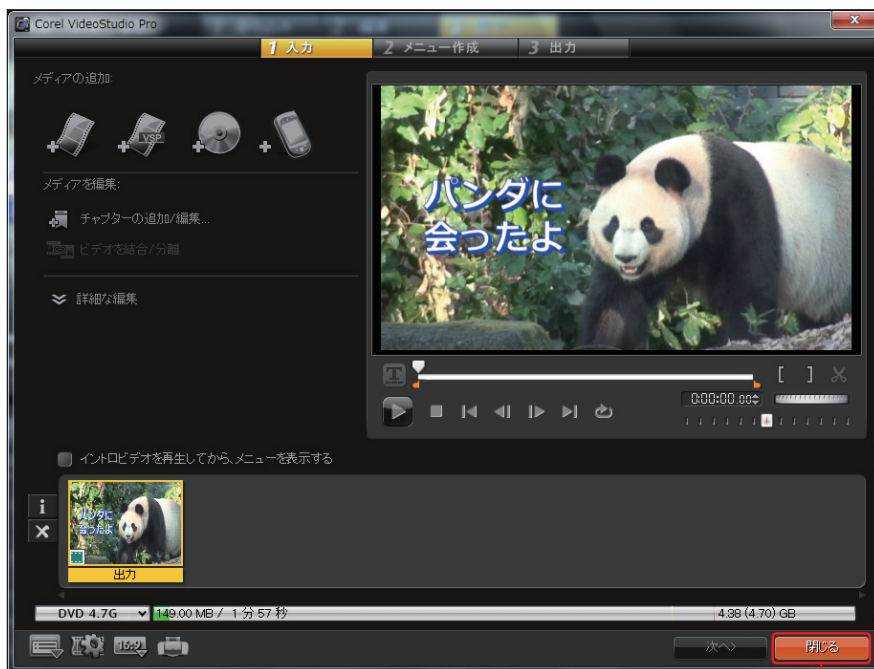 Corel VideoStudio Pro
1 入力 2 メニュー作成 3 出力
メディアの追加:
VSP
メディアを編集:
チャプターの追加/編集...
ビデオを結合/分離
詳細な編集
パンダに
会ったよ
T
[ ]
0:00:00.00
イントロビデオを再生してから、メニューを表示する
i
パンダに
会ったよ
出力
DVD 4.7G 149.00 MB / 1 分 57 秒 4.38 (4.70) GB
16:9 次へ> 閉じる